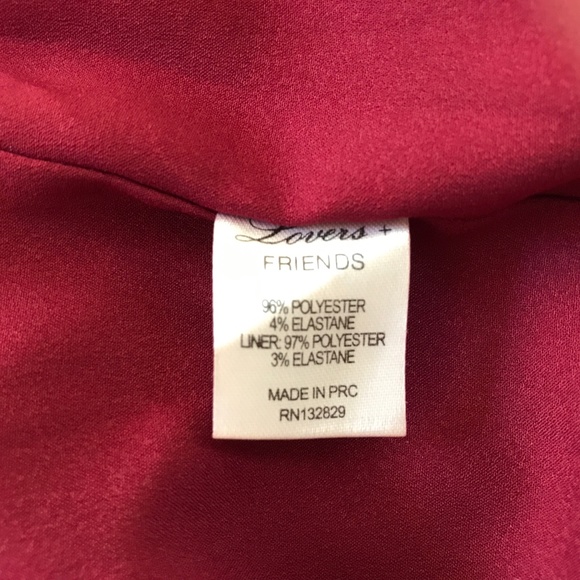 Lovers +
FRIENDS
96% POLYESTER
4% ELASTANE
LINER: 97% POLYESTER
3% ELASTANE
MADE IN PRC
RN132829